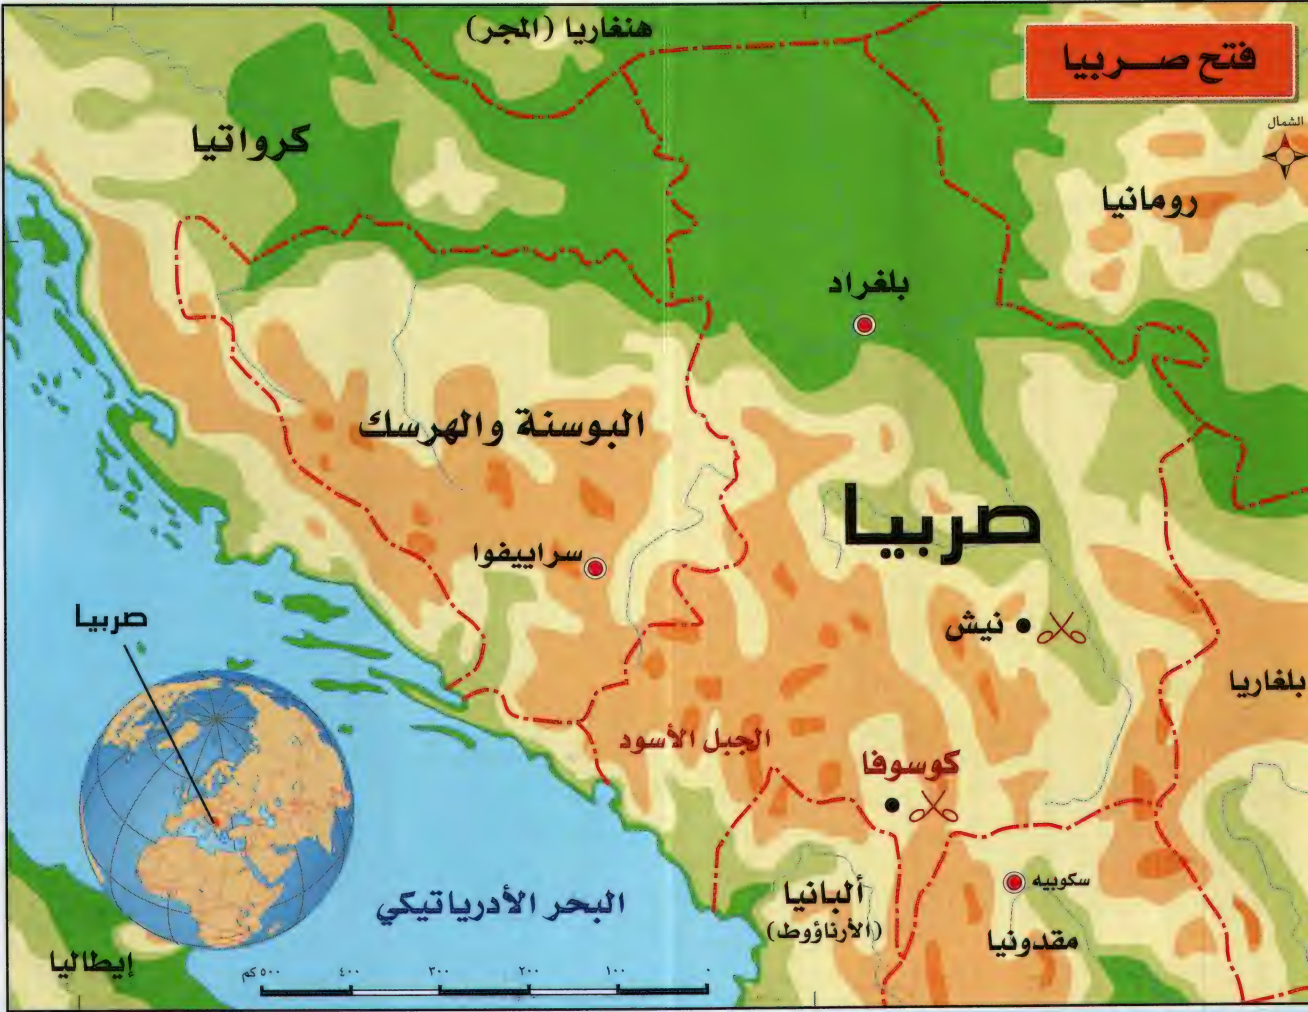 فتح صربيا
الشمال
هنغاريا (المجر)
كرواتيا
رومانيا
بلغراد
البوسنة والهرسك
صربيا
سراييفوا
نيش
صربيا
بلغاريا
الجبل الأسود
كوسوفا
سكوبيه
ألبانيا
(الأرناؤوط)
مقدونيا
البحر الأدرياتيكي
إيطاليا
٥٠٠ كم ٤٠٠ ٣٠٠ ٢٠٠ ١٠٠ ٠